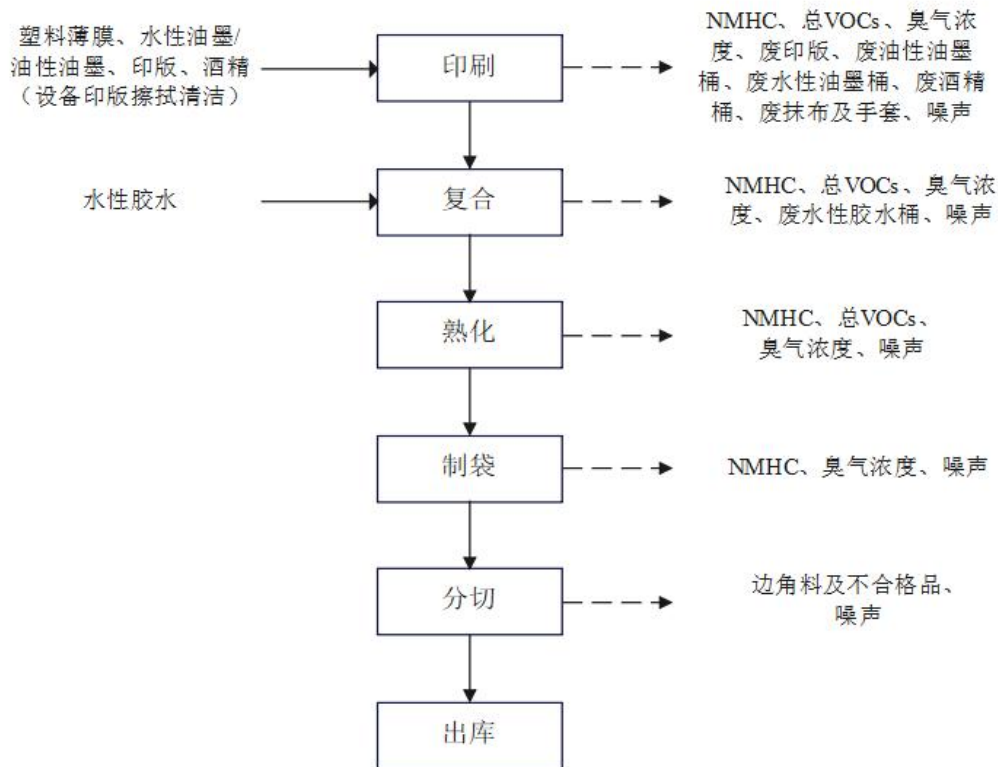 塑料薄膜、水性油墨/
油性油墨、印版、酒精
（设备印版擦拭清洁）
印刷
NMHC、总VOCs、臭气浓
度、废印版、废油性油墨
桶、废水性油墨桶、废酒精
桶、废抹布及手套、噪声
水性胶水
复合
NMHC、总VOCs、臭气浓
度、废水性胶水桶、噪声
熟化
NMHC、总VOCs、
臭气浓度、噪声
制袋
NMHC、臭气浓度、噪声
分切
边角料及不合格品、
噪声
出库